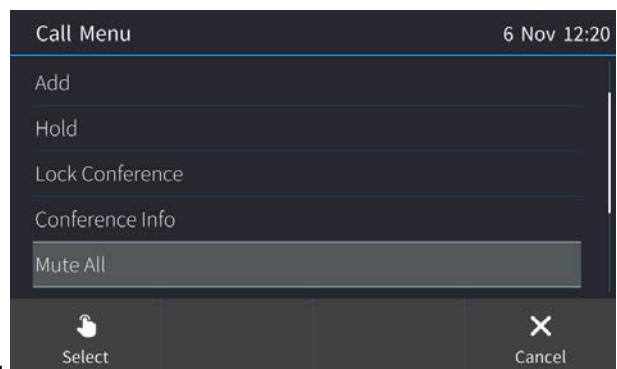 Call Menu 6 Nov 12:20
Add
Hold
Lock Conference
Conference Info
Mute All
Select Cancel